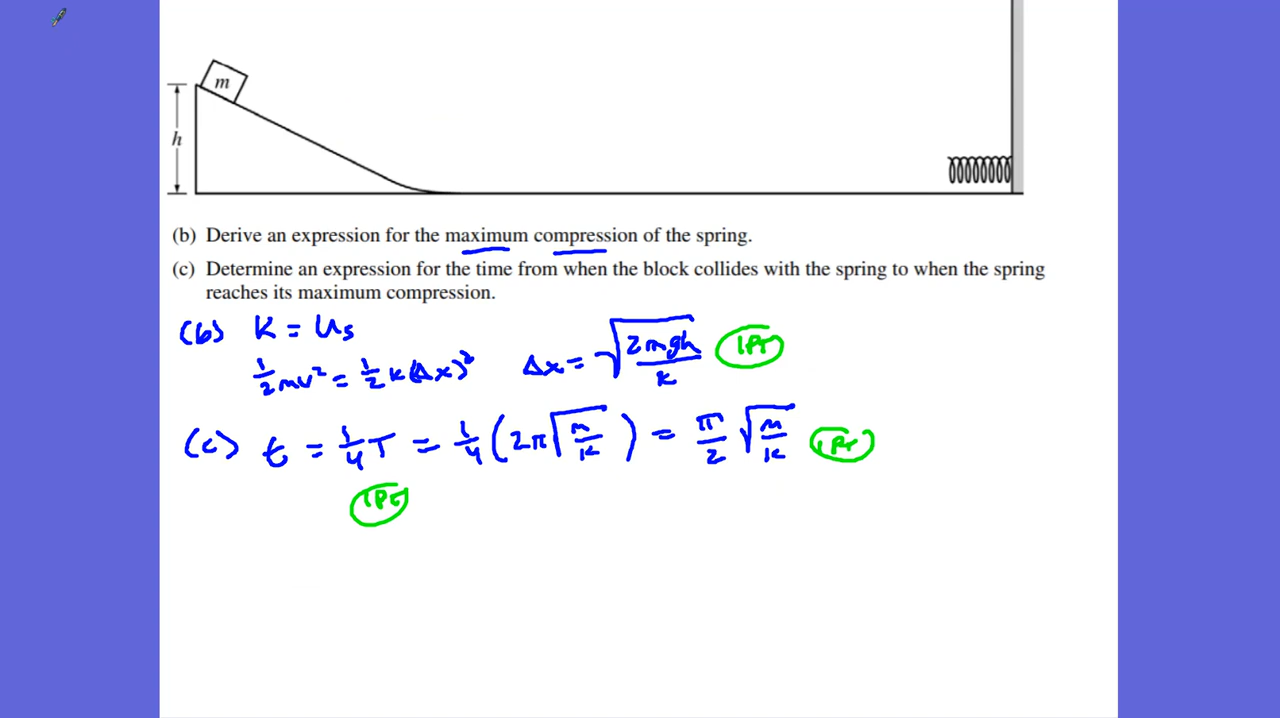 m
h
(b) Derive an expression for the maximum compression of the spring.
(c) Determine an expression for the time from when the block collides with the spring to when the spring
reaches its maximum compression.
(b) K = Us
½mv² = ½k(Δx)² Δx = √(2mgh/k) 1PT
(c) t = ¼T = ¼(2π√(m/k)) = π/2 √(m/k) 1PT
1PT